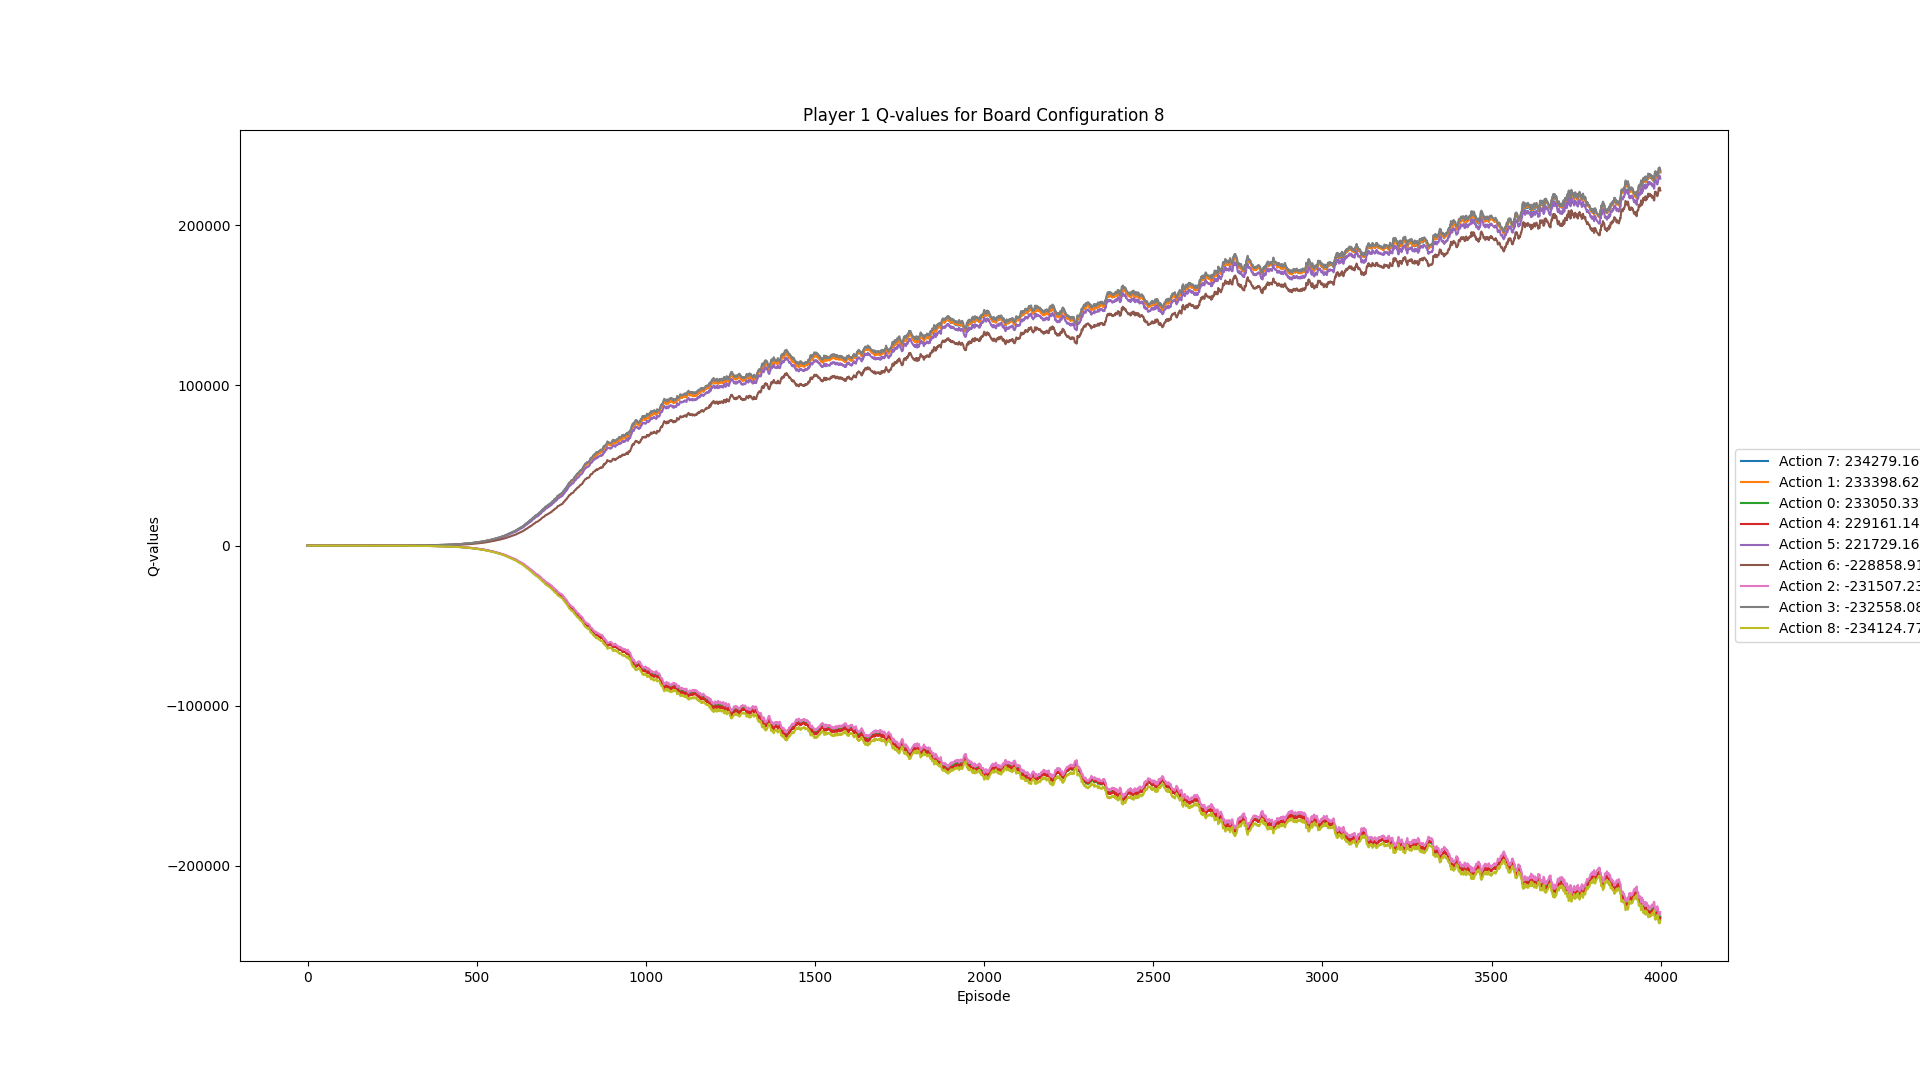 Player 1 Q-values for Board Configuration 8
200000
100000
0
−100000
−200000
Q-values
0 500 1000 1500 2000 2500 3000 3500 4000
Episode
Action 7: 234279.16
Action 1: 233398.62
Action 0: 233050.33
Action 4: 229161.14
Action 5: 221729.16
Action 6: -228858.91
Action 2: -231507.23
Action 3: -232558.08
Action 8: -234124.77